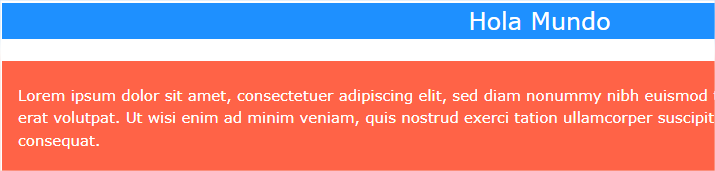 Hola Mundo
Lorem ipsum dolor sit amet, consectetuer adipiscing elit, sed diam nonummy nibh euismod
erat volutpat. Ut wisi enim ad minim veniam, quis nostrud exerci tation ullamcorper suscipit
consequat.